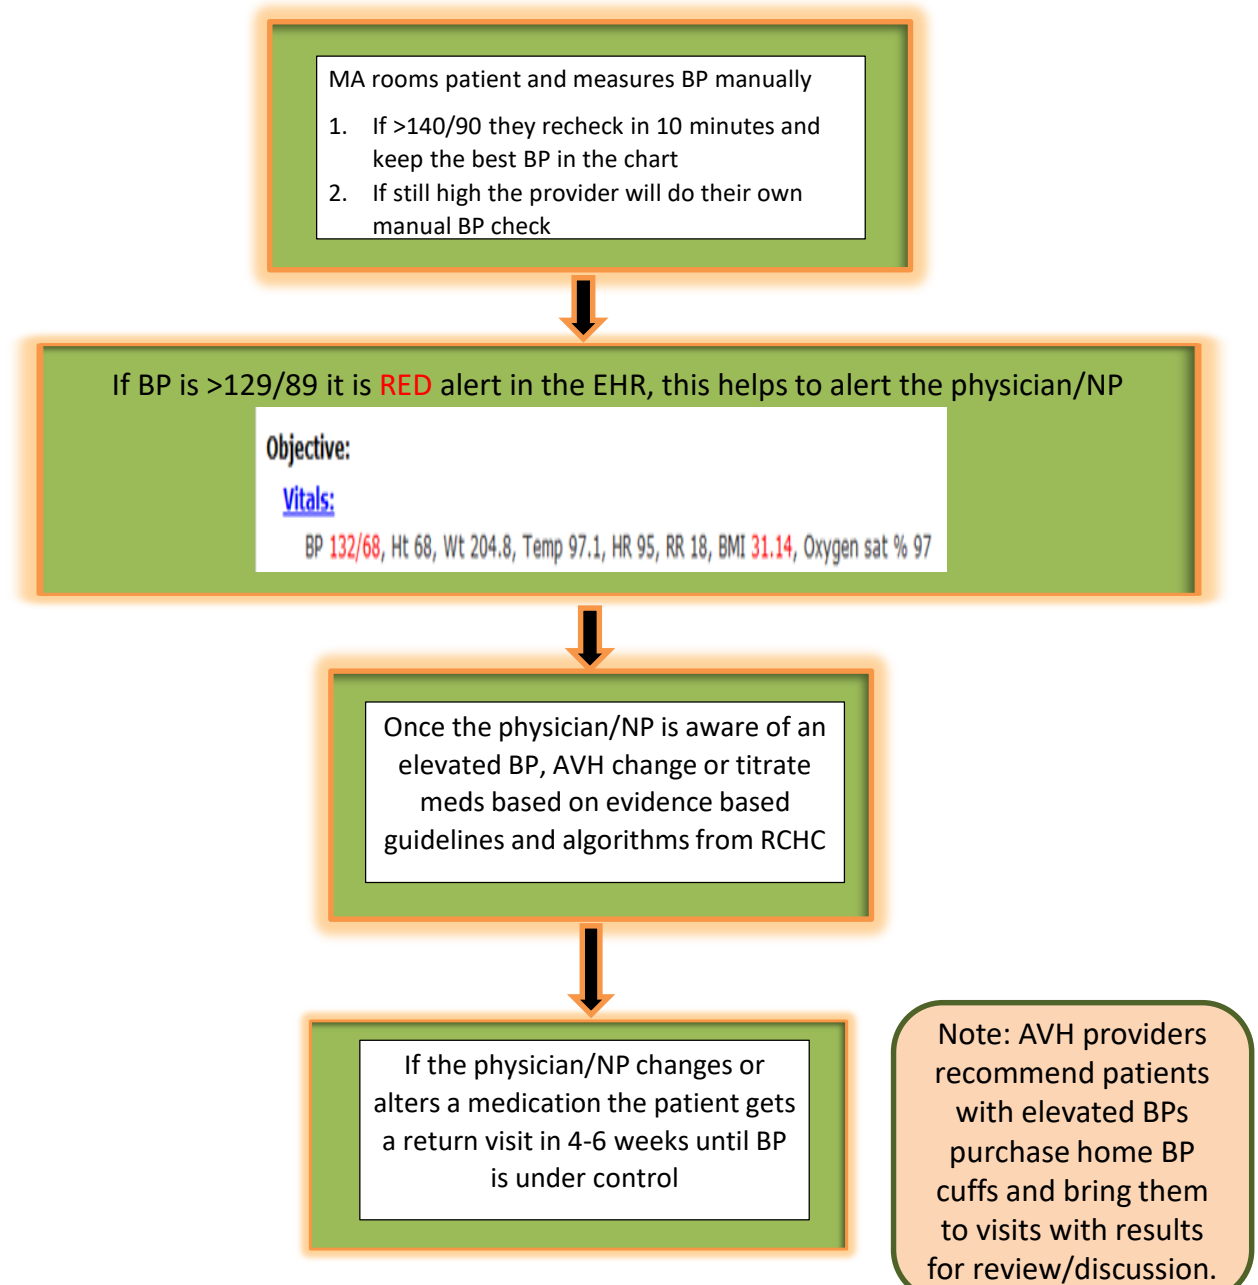 MA rooms patient and measures BP manually
1. If >140/90 they recheck in 10 minutes and
keep the best BP in the chart
2. If still high the provider will do their own
manual BP check
If BP is >129/89 it is RED alert in the EHR, this helps to alert the physician/NP
Objective:
Vitals:
BP 132/68, Ht 68, Wt 204.8, Temp 97.1, HR 95, RR 18, BMI 31.14, Oxygen sat % 97
Once the physician/NP is aware of an
elevated BP, AVH change or titrate
meds based on evidence based
guidelines and algorithms from RCHC
If the physician/NP changes or
alters a medication the patient gets
a return visit in 4-6 weeks until BP
is under control
Note: AVH providers
recommend patients
with elevated BPs
purchase home BP
cuffs and bring them
to visits with results
for review/discussion.